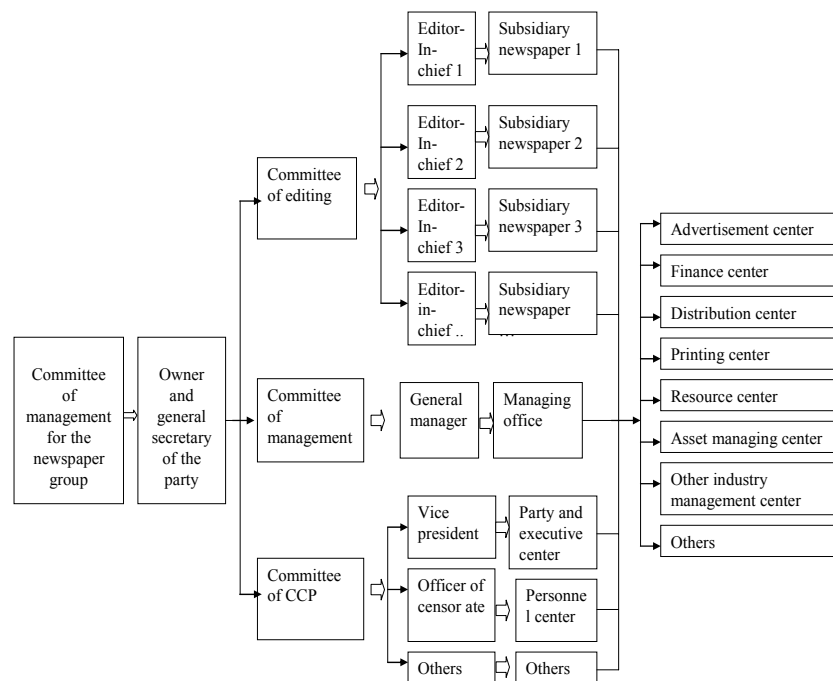 Editor-
In-
chief 1
Subsidiary
newspaper 1
Editor-
In-
chief 2
Subsidiary
newspaper 2
Committee
of editing
Editor-
In-
chief 3
Subsidiary
newspaper 3
Editor-
in-
chief ..
Subsidiary
newspaper
...
Committee
of
management
for the
newspaper
group
Owner
and
general
secretary
of the
party
Committee
of
management
General
manager
Managing
office
Committee
of CCP
Vice
president
Party and
executive
center
Officer of
censor ate
Personne
l center
Others
Others
Advertisement center
Finance center
Distribution center
Printing center
Resource center
Asset managing center
Other industry
management center
Others